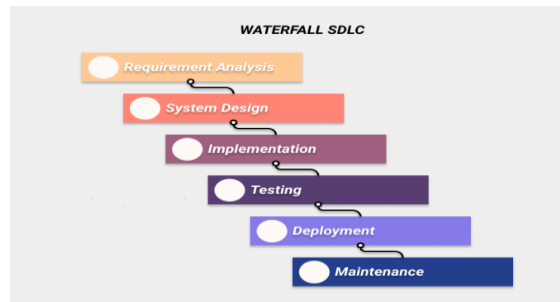 WATERFALL SDLC
Requirement Analysis
System Design
Implementation
Testing
Deployment
Maintenance